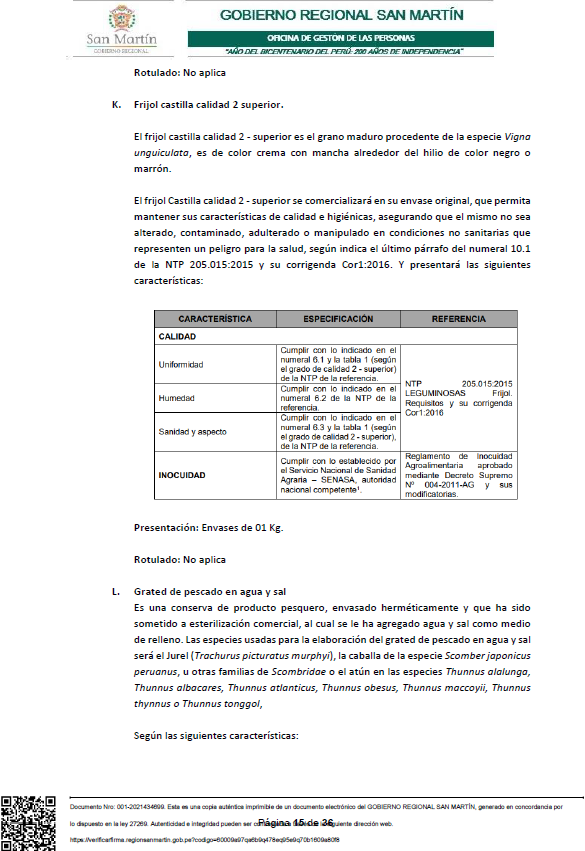 San Martín
GOBIERNO REGIONAL
GOBIERNO REGIONAL SAN MARTÍN
OFICINA DE GESTÓN DE LAS PERSONAS
"AÑO DEL BICENTENARIO DEL PERÚ: 200 AÑOS DE INDEPENDENCIA"
Rotulado: No aplica
K. Frijol castilla calidad 2 superior.
El frijol castilla calidad 2 - superior es el grano maduro procedente de la especie Vigna
unguiculata, es de color crema con mancha alrededor del hilio de color negro o
marrón.
El frijol Castilla calidad 2 - superior se comercializará en su envase original, que permita
mantener sus características de calidad e higiénicas, asegurando que el mismo no sea
alterado, contaminado, adulterado o manipulado en condiciones no sanitarias que
representen un peligro para la salud, según indica el último párrafo del numeral 10.1
de la NTP 205.015:2015 y su corrigenda Cor1:2016. Y presentará las siguientes
características:
CARACTERÍSTICA ESPECIFICACIÓN REFERENCIA
CALIDAD
Uniformidad
Cumplir con lo indicado en el
numeral 6.1 y la tabla 1 (según
el grado de calidad 2 - superior)
de la NTP de la referencia.
Humedad
Cumplir con lo indicado en el
numeral 6.2 de la NTP de la
referencia.
Sanidad y aspecto
Cumplir con lo indicado en el
numeral 6.3 y la tabla 1 (según
el grado de calidad 2 - superior),
de la NTP de la referencia.
NTP 205.015:2015
LEGUMINOSAS Frijol.
Requisitos y su corrigenda
Cor1:2016
INOCUIDAD
Cumplir con lo establecido por
el Servicio Nacional de Sanidad
Agraria – SENASA, autoridad
nacional competente¹.
Reglamento de Inocuidad
Agroalimentaria aprobado
mediante Decreto Supremo
Nº 004-2011-AG y sus
modificatorias.
Presentación: Envases de 01 Kg.
Rotulado: No aplica
L. Grated de pescado en agua y sal
Es una conserva de producto pesquero, envasado herméticamente y que ha sido
sometido a esterilización comercial, al cual se le ha agregado agua y sal como medio
de relleno. Las especies usadas para la elaboración del grated de pescado en agua y sal
será el Jurel (Trachurus picturatus murphyi), la caballa de la especie Scomber japonicus
peruanus, u otras familias de Scombridae o el atún en las especies Thunnus alalunga,
Thunnus albacares, Thunnus atlanticus, Thunnus obesus, Thunnus maccoyii, Thunnus
thynnus o Thunnus tonggol,
Según las siguientes características:
Documento Nro: 001-2021434699. Esta es una copia auténtica imprimible de un documento electrónico del GOBIERNO REGIONAL SAN MARTÍN, generado en concordancia por
lo dispuesto en la ley 27269. Autenticidad e integridad pueden ser siguiente dirección web.
Página 15 de 36
https://verificarfirma.regionsanmartin.gob.pe?codigo=60009a97qa6b9q478eq95e9q70b1609a80f8